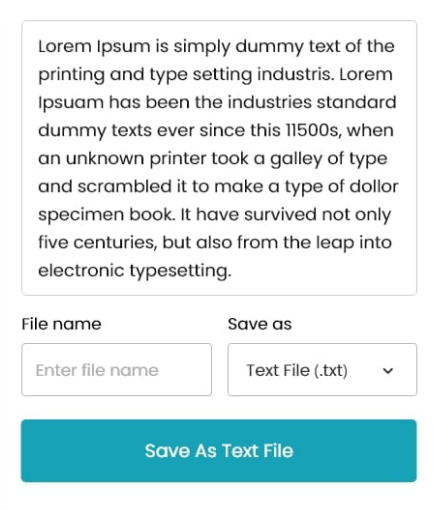 Lorem Ipsum is simply dummy text of the
printing and type setting industris. Lorem
Ipsuam has been the industries standard
dummy texts ever since this 11500s, when
an unknown printer took a galley of type
and scrambled it to make a type of dollor
specimen book. It have survived not only
five centuries, but also from the leap into
electronic typesetting.
File name
Save as
Enter file name
Text File (.txt)
Save As Text File